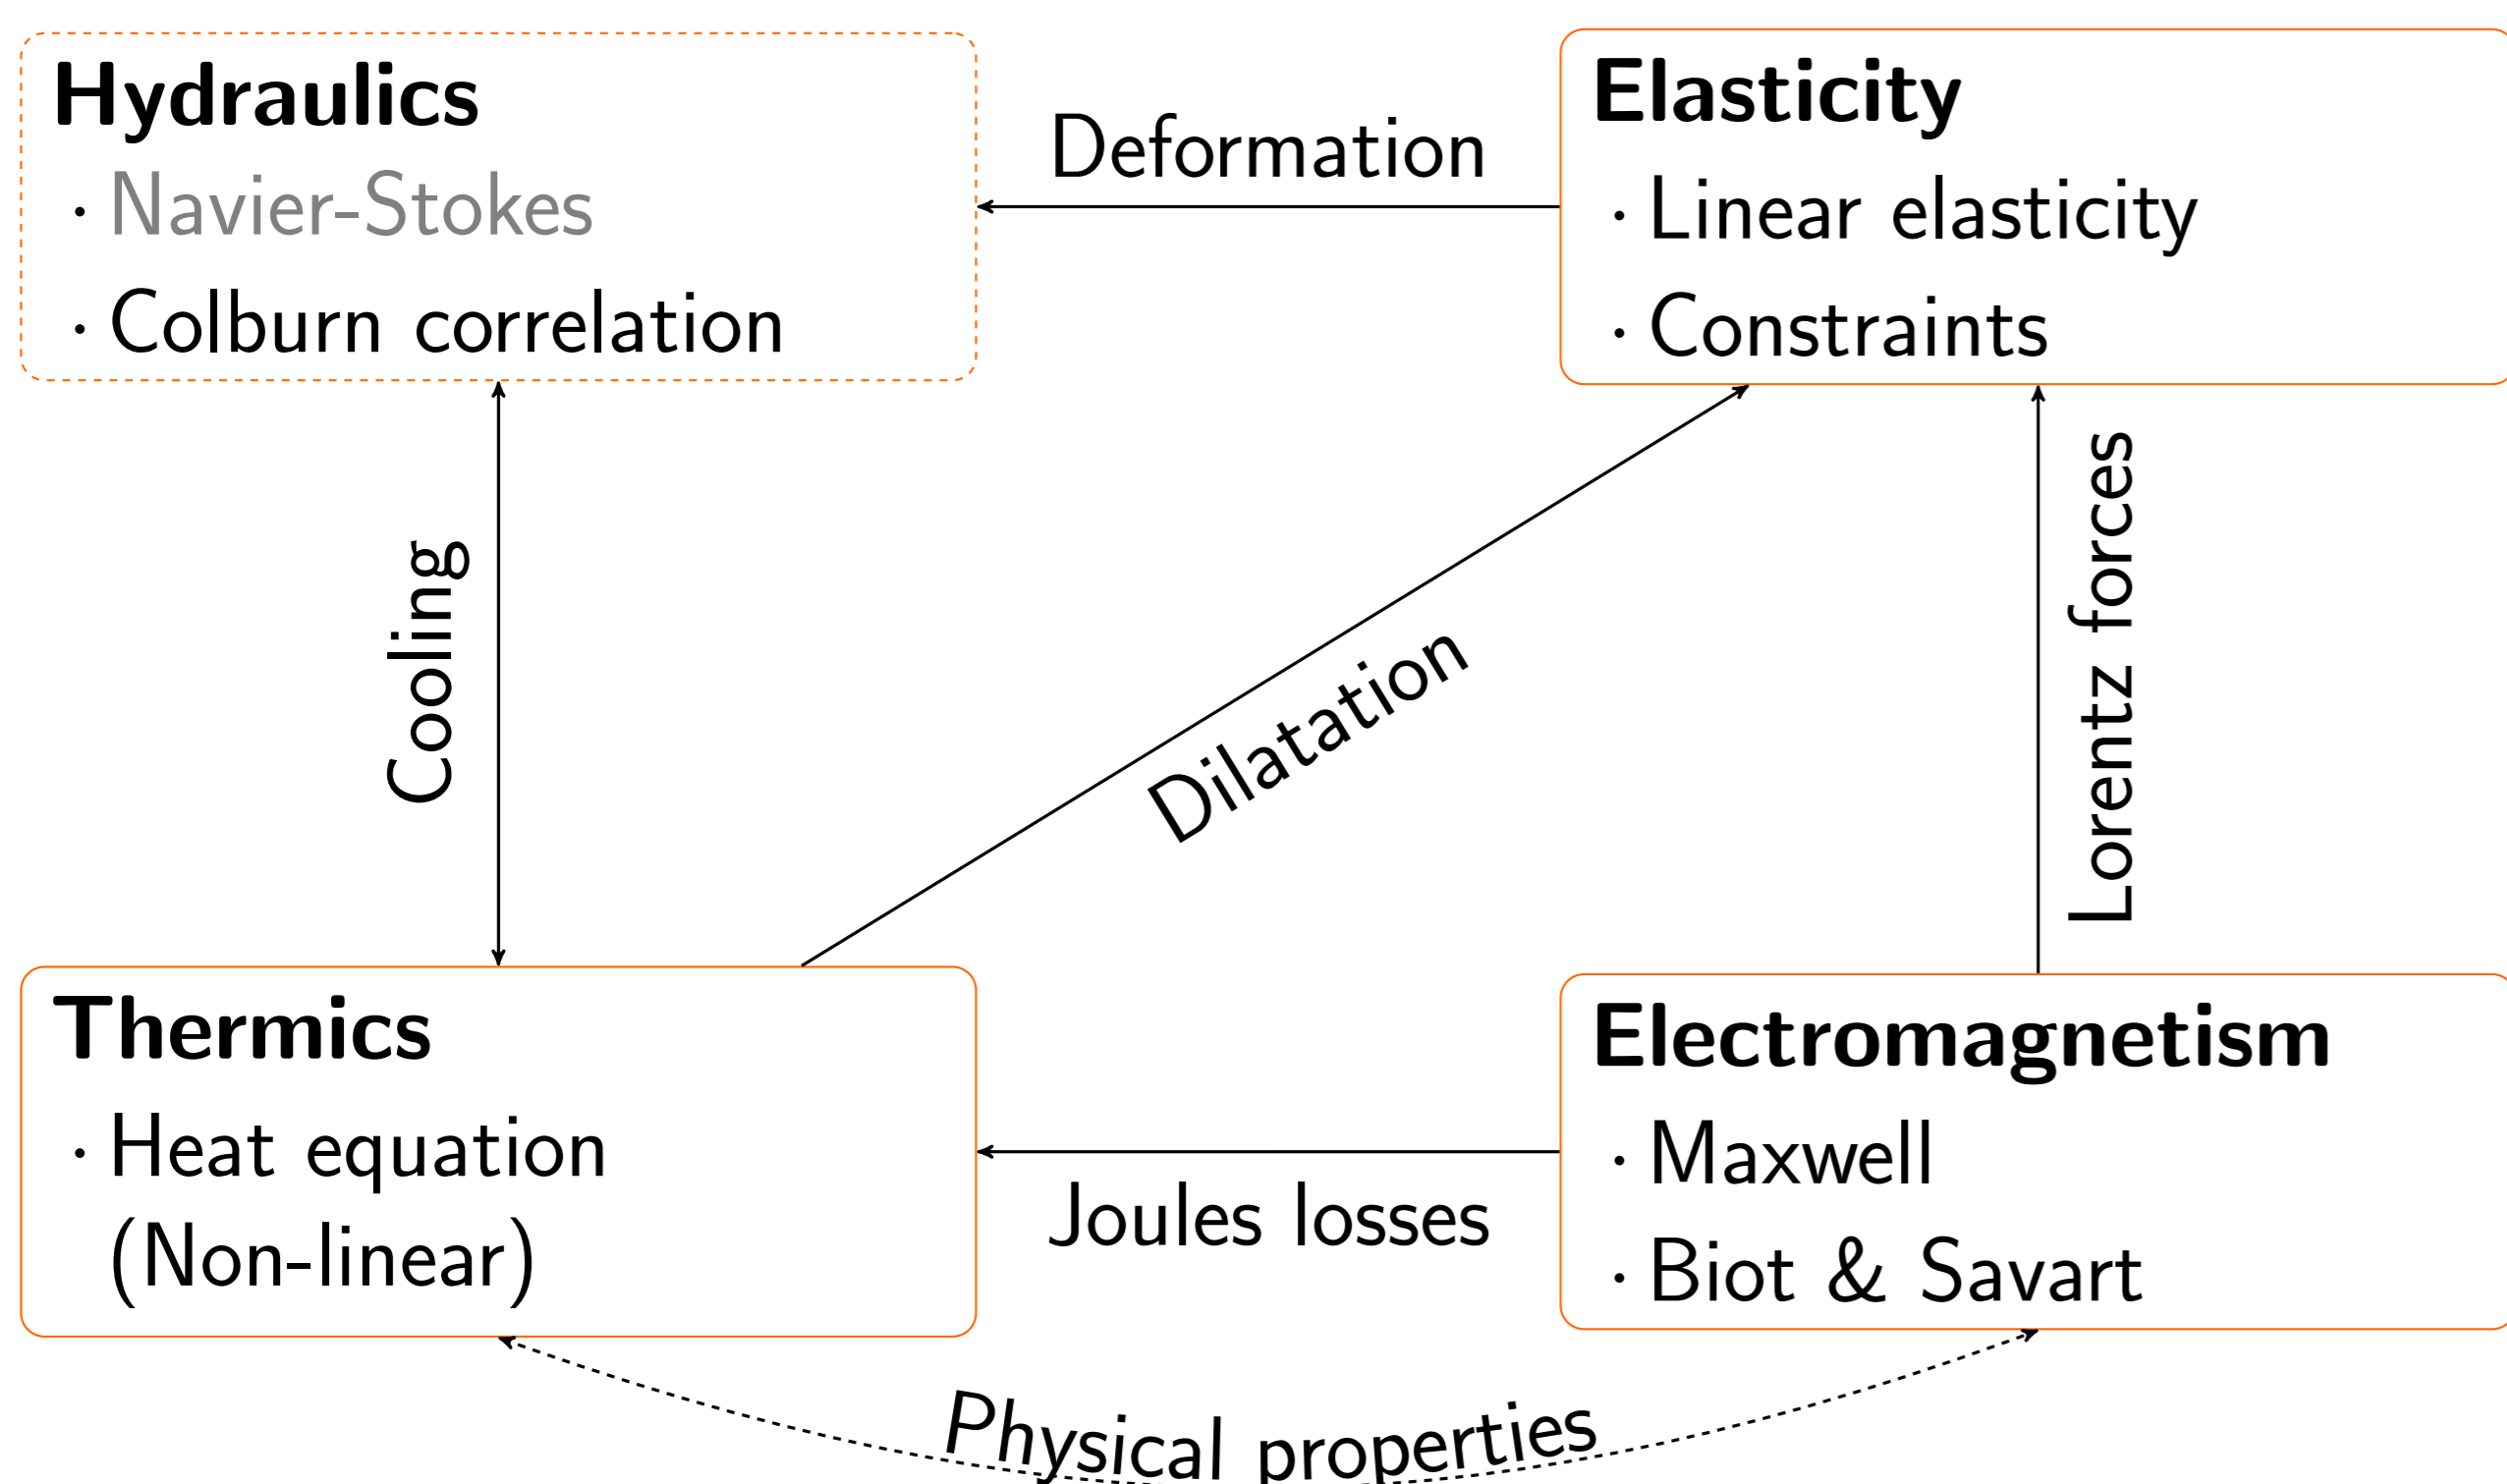 Hydraulics
· Navier-Stokes
· Colburn correlation
Deformation
Elasticity
· Linear elasticity
· Constraints
Cooling
Dilatation
Lorentz forces
Thermics
· Heat equation
(Non-linear)
Joules losses
Electromagnetism
· Maxwell
· Biot & Savart
Physical properties